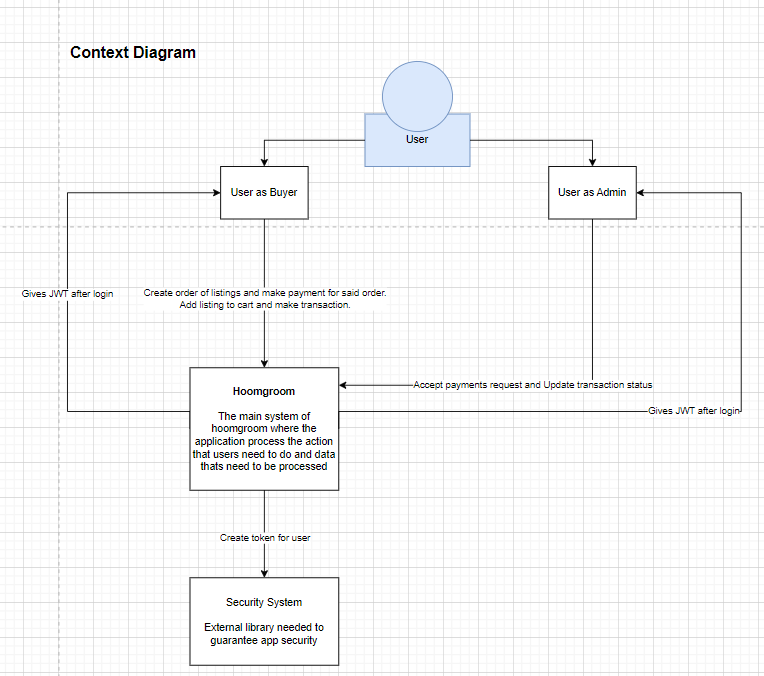 Context Diagram
User
User as Buyer
User as Admin
Gives JWT after login
Create order of listings and make payment for said order.
Add listing to cart and make transaction.
Accept payments request and Update transaction status
Hoomgroom
The main system of
hoomgroom where the
application process the action
that users need to do and data
thats need to be processed
Gives JWT after login
Create token for user
Security System
External library needed to
guarantee app security